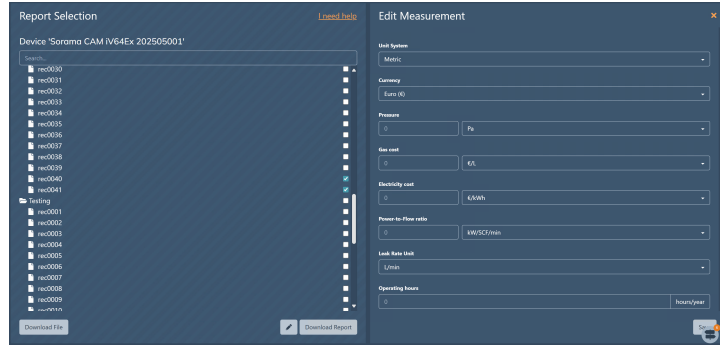 Report Selection
I need help
Device 'Sorama CAM iV64Ex 202505001'
Search...
rec0030
rec0031
rec0032
rec0033
rec0034
rec0035
rec0036
rec0037
rec0038
rec0039
rec0040
rec0041
Testing
rec0001
rec0002
rec0003
rec0004
rec0005
rec0006
rec0007
rec0008
rec0009
rec0010
Download File
Download Report
Edit Measurement
Unit System
Metric
Currency
Euro (€)
Pressure
0 Pa
Gas cost
0 €/L
Electricity cost
0 €/kWh
Power-to-Flow ratio
0 kW/SCF/min
Leak Rate Unit
L/min
Operating hours
0 hours/year